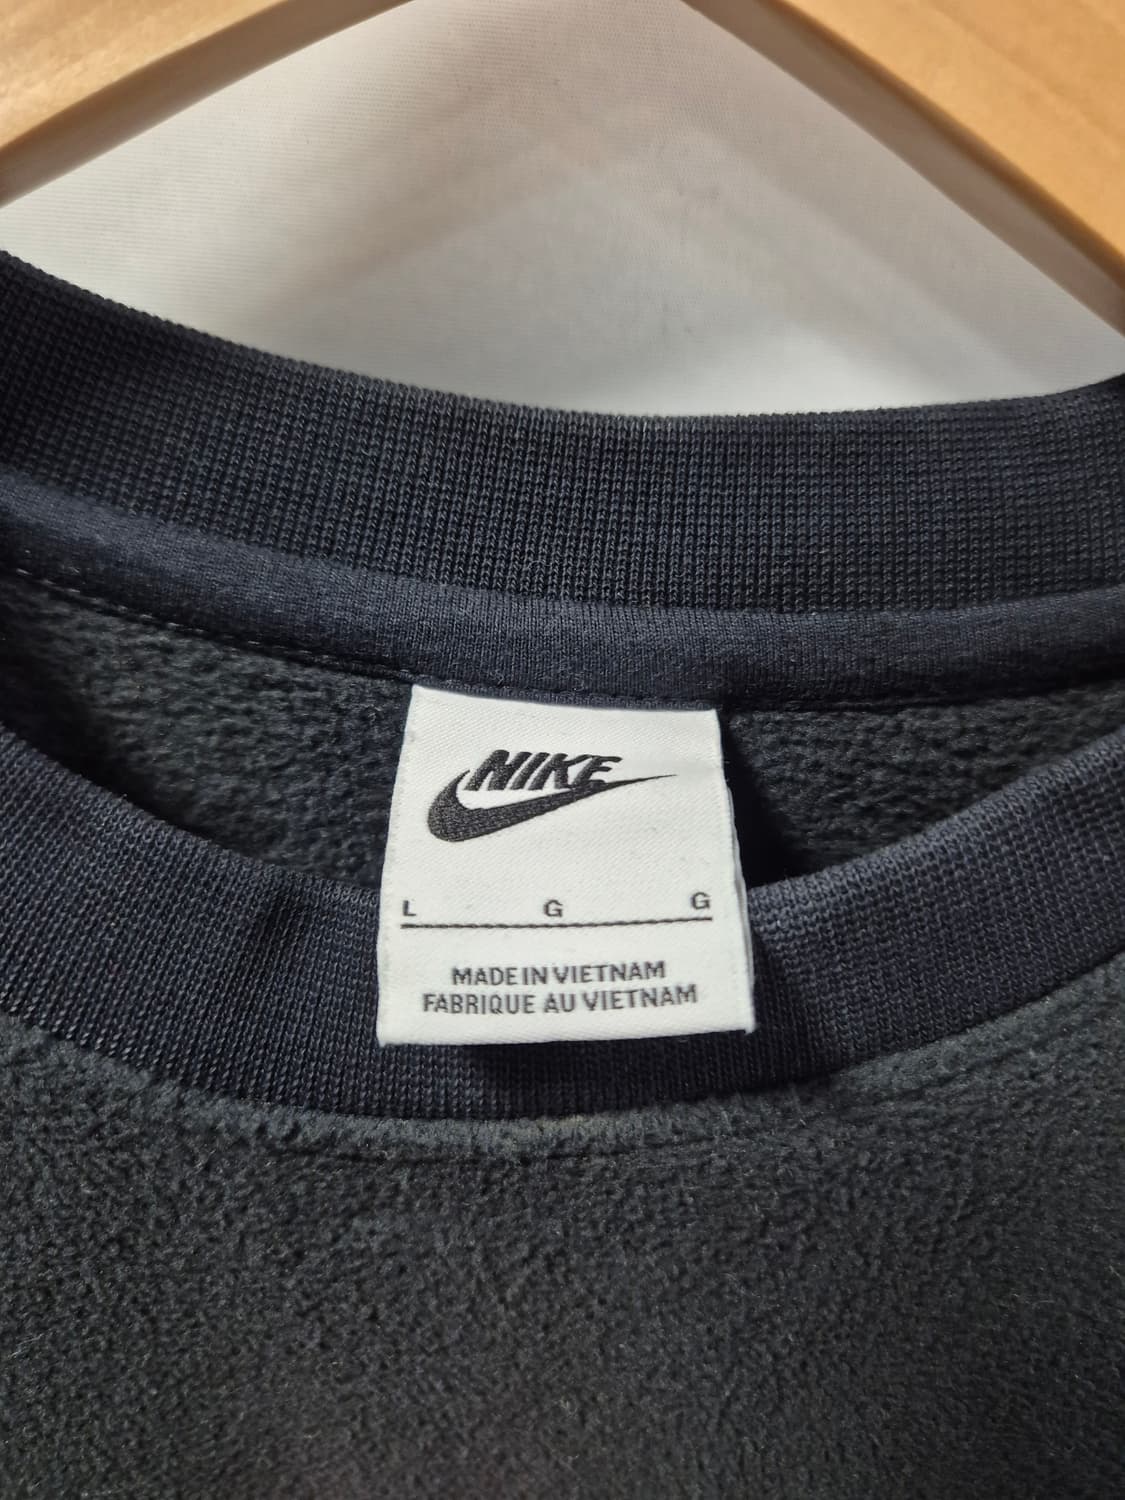 NIKE
L G G
MADE IN VIETNAM
FABRIQUE AU VIETNAM